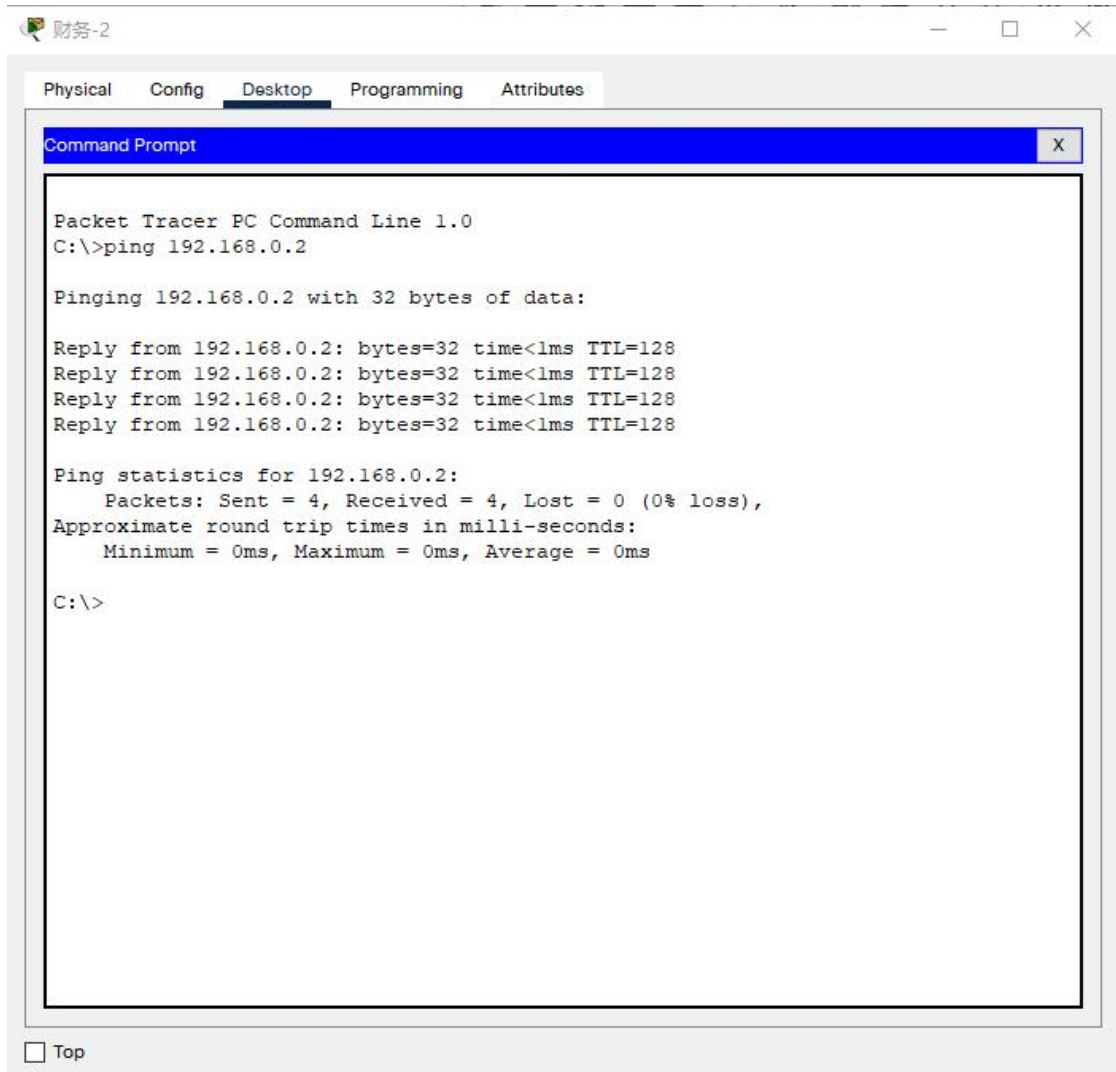 财务-2
Physical Config Desktop Programming Attributes
Command Prompt X
Packet Tracer PC Command Line 1.0
C:\>ping 192.168.0.2
Pinging 192.168.0.2 with 32 bytes of data:
Reply from 192.168.0.2: bytes=32 time<1ms TTL=128
Reply from 192.168.0.2: bytes=32 time<1ms TTL=128
Reply from 192.168.0.2: bytes=32 time<1ms TTL=128
Reply from 192.168.0.2: bytes=32 time<1ms TTL=128
Ping statistics for 192.168.0.2:
Packets: Sent = 4, Received = 4, Lost = 0 (0% loss),
Approximate round trip times in milli-seconds:
Minimum = 0ms, Maximum = 0ms, Average = 0ms
C:\>
Top